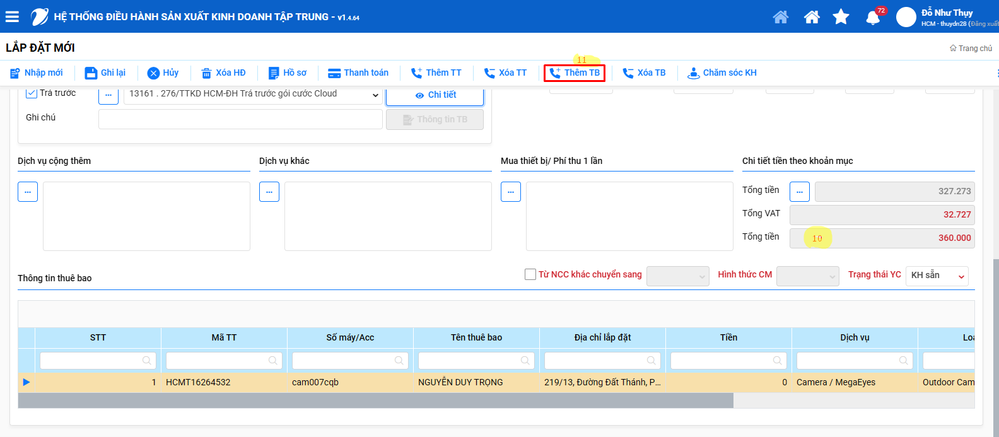 HỆ THỐNG ĐIỀU HÀNH SẢN XUẤT KINH DOANH TẬP TRUNG - v1.4.64
72
Đỗ Như Thụy
HCM - thuydn28 (Đăng xuất
LẮP ĐẶT MỚI
Trang chủ
11
Nhập mới
Ghi lại
Hủy
Xóa HĐ
Hồ sơ
Thanh toán
Thêm TT
Xóa TT
Thêm TB
Xóa TB
Chăm sóc KH
Trả trước
...
13161 . 276/TTKD HCM-ĐH Trả trước gói cước Cloud
Chi tiết
Ghi chú
Thông tin TB
Dịch vụ cộng thêm
Dịch vụ khác
Mua thiết bị/ Phí thu 1 lần
Chi tiết tiền theo khoản mục
...
...
...
Tổng tiền
...
327.273
Tổng VAT
32.727
Tổng tiền
10
360.000
Thông tin thuê bao
Từ NCC khác chuyển sang
Hình thức CM
Trạng thái YC
KH sẵn
STT
Mã TT
Số máy/Acc
Tên thuê bao
Địa chỉ lắp đặt
Tiền
Dịch vụ
Loạ
1
HCMT16264532
cam007cqb
NGUYỄN DUY TRỌNG
219/13, Đường Đất Thánh, P...
0
Camera / MegaEyes
Outdoor Cam